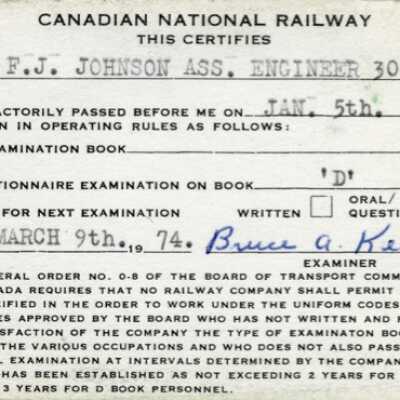 CANADIAN NATIONAL RAILWAY
THIS CERTIFIES
F.J. JOHNSON ASS. ENGINEER 30
ACTORILY PASSED BEFORE ME ON JAN. 5th.
N IN OPERATING RULES AS FOLLOWS:
AMINATION BOOK
TIONNAIRE EXAMINATION ON BOOK 'D'
FOR NEXT EXAMINATION WRITTEN ORAL/
QUESTI
MARCH 9th. 19 74. Bruce A. Ke
EXAMINER
ERAL ORDER NO. 0-8 OF THE BOARD OF TRANSPORT COMM
ADA REQUIRES THAT NO RAILWAY COMPANY SHALL PERMIT
CIFIED IN THE ORDER TO WORK UNDER THE UNIFORM CODES
ES APPROVED BY THE BOARD WHO HAS NOT WRITTEN AND P
TISFACTION OF THE COMPANY THE TYPE OF EXAMINATON BOO
THE VARIOUS OCCUPATIONS AND WHO DOES NOT ALSO PASS
L EXAMINATION AT INTERVALS DETERMINED BY THE COMPAN
HAS BEEN ESTABLISHED AS NOT EXCEEDING 2 YEARS FOR
3 YEARS FOR D BOOK PERSONNEL.